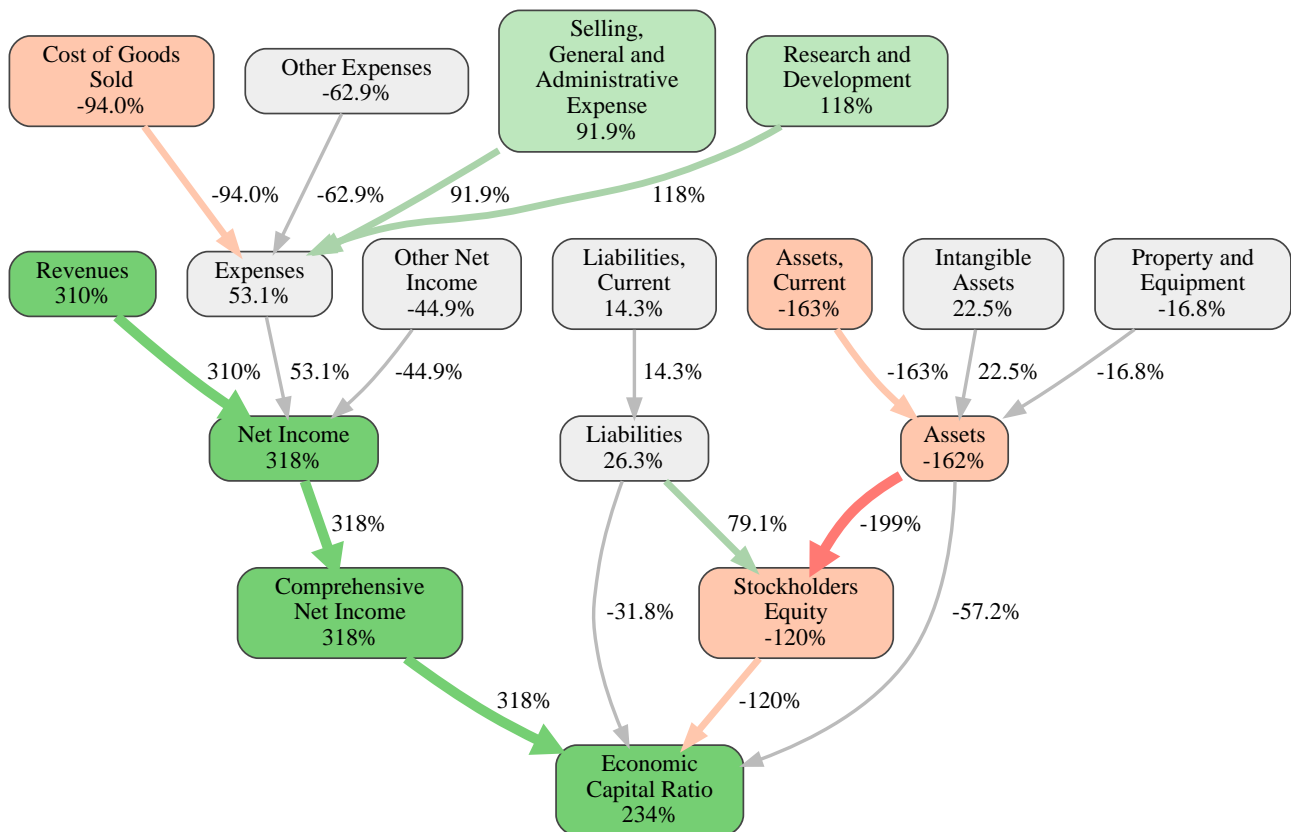 Cost of Goods
Sold
-94.0%
Other Expenses
-62.9%
Selling,
General and
Administrative
Expense
91.9%
Research and
Development
118%
-94.0%
-62.9%
91.9%
118%
Revenues
310%
Expenses
53.1%
Other Net
Income
-44.9%
Liabilities,
Current
14.3%
Assets,
Current
-163%
Intangible
Assets
22.5%
Property and
Equipment
-16.8%
310%
53.1%
-44.9%
14.3%
-163%
22.5%
-16.8%
Net Income
318%
Liabilities
26.3%
Assets
-162%
318%
79.1%
-199%
Comprehensive
Net Income
318%
-31.8%
Stockholders
Equity
-120%
-57.2%
318%
-120%
Economic
Capital Ratio
234%